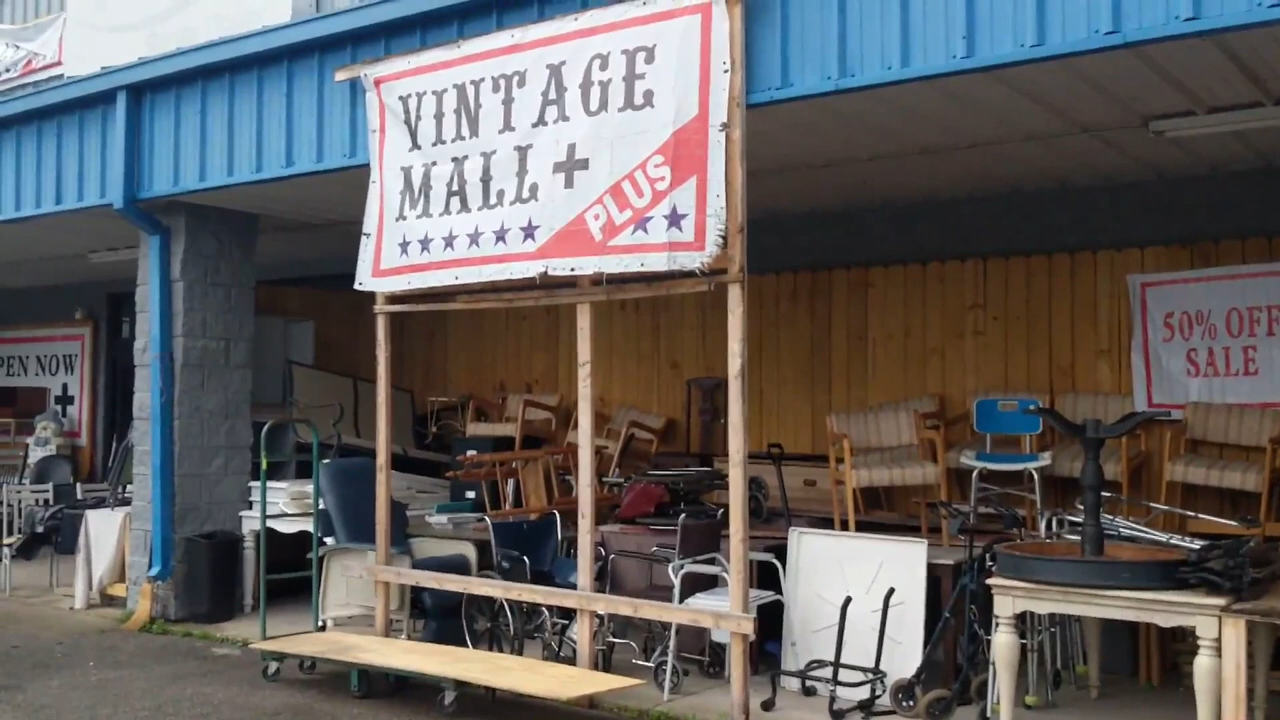 VINTAGE
MALL +
PLUS
PEN NOW
+
50% OFF
SALE